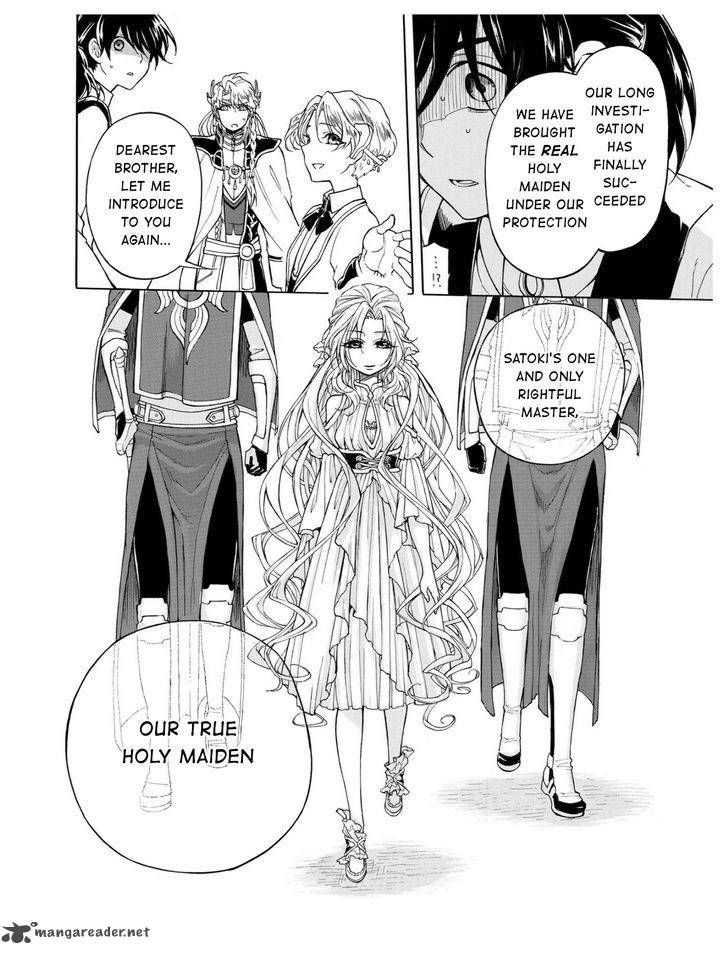 OUR LONG
INVESTI-
GATION
HAS
FINALLY
SUC-
CEEDED
WE HAVE
BROUGHT
THE REAL
HOLY
MAIDEN
UNDER OUR
PROTECTION
...!?
DEAREST
BROTHER,
LET ME
INTRODUCE
TO YOU
AGAIN...
SATOKI'S ONE
AND ONLY
RIGHTFUL
MASTER,
OUR TRUE
HOLY MAIDEN
mangareader.net